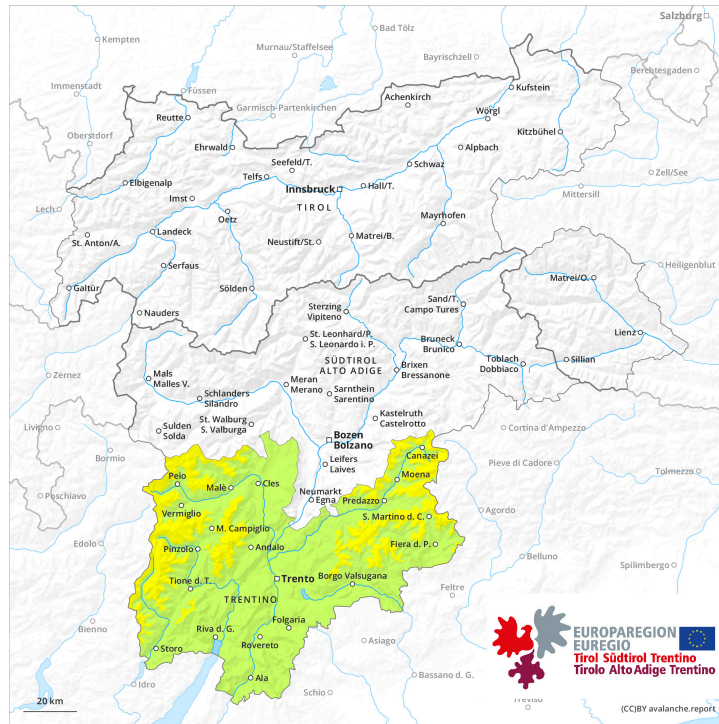 Salzburg
Kempten
Bad Tölz
Murnau/Staffelsee
Bayrischzell
Berchtesgaden
Immenstadt
Füssen
Kufstein
Achenkirch
Garmisch-Partenkirchen
Reutte
Wörgl
Oberstdorf
Kitzbühel
Ehrwald
Alpbach
Seefeld/T.
Schwaz
Telfs
Zell/See
Elbigenalp
Innsbruck
Hall/T.
Mittersill
Imst
TIROL
Lech
Oetz
Mayrhofen
Landeck
St. Anton/A.
Neustift/St.
Matrei/B.
Serfaus
Heiligenblut
Matrei/O.
Galtür
Sölden
Sand/T.
Campo Tures
Nauders
Sterzing
Vipiteno
Lienz
St. Leonhard/P.
S. Leonardo i. P.
Bruneck
Brunico
Sillian
SÜDTIROL
ALTO ADIGE
Toblach
Dobbiaco
Brixen
Bressanone
Zernez
Mals
Malles V.
Meran
Merano
Sarnthein
Sarentino
Schlanders
Silandro
Kastelruth
Castelrotto
St. Walburg
S. Valburga
Livigno
Sulden
Solda
Cortina d'Ampezzo
Bozen
Bolzano
Bormio
Canazei
Pieve di Cadore
Leifers
Laives
Tolmezzo
Peio
Moena
Malè
Cles
Poschiavo
Neumarkt
Egna
Predazzo
Vermiglio
Agordo
S. Martino d. C.
M. Campiglio
Edolo
Fiera d. P.
Pinzolo
Andalo
Belluno
Spilimbergo
Tione d. T.
Trento
Borgo Valsugana
Feltre
TRENTINO
Folgaria
Bienno
Riva d. G.
Storo
Rovereto
Asiago
Ala
Bassano d. G.
Idro
Schio
Treviso
EUROPAREGION
EUREGIO
Tirol Südtirol Trentino
Tirolo Alto Adige Trentino
20 km
(CC)BY avalanche.report